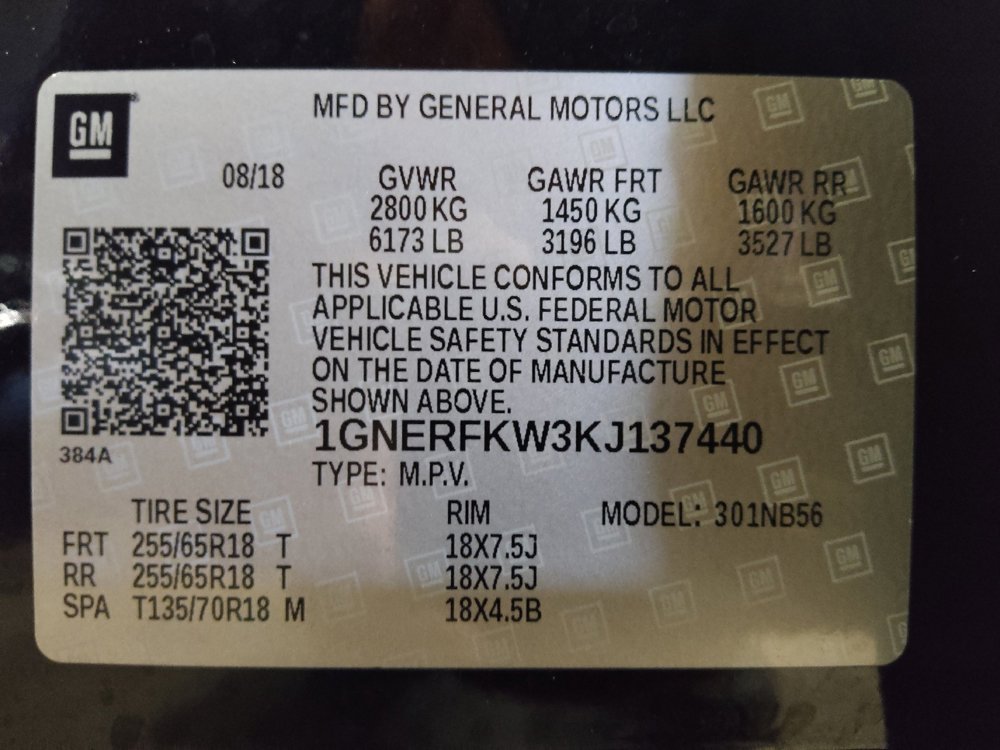 GM
MFD BY GENERAL MOTORS LLC
08/18 GVWR GAWR FRT GAWR RR
2800 KG 1450 KG 1600 KG
6173 LB 3196 LB 3527 LB
THIS VEHICLE CONFORMS TO ALL
APPLICABLE U.S. FEDERAL MOTOR
VEHICLE SAFETY STANDARDS IN EFFECT
ON THE DATE OF MANUFACTURE
SHOWN ABOVE.
384A
1GNERFKW3KJ137440
TYPE: M.P.V.
TIRE SIZE RIM MODEL: 301NB56
FRT 255/65R18 T 18X7.5J
RR 255/65R18 T 18X7.5J
SPA T135/70R18 M 18X4.5B